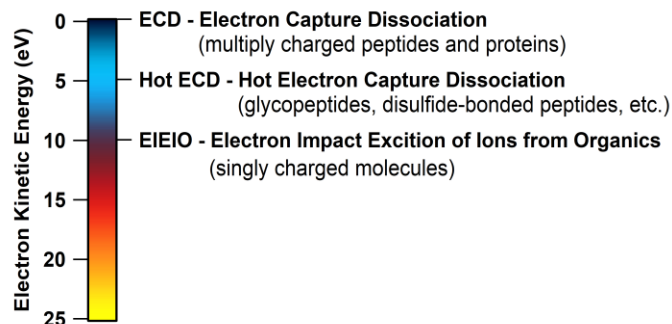 Electron Kinetic Energy (eV)
0
5
10
15
20
25
ECD - Electron Capture Dissociation
(multiply charged peptides and proteins)
Hot ECD - Hot Electron Capture Dissociation
(glycopeptides, disulfide-bonded peptides, etc.)
EIEIO - Electron Impact Excition of Ions from Organics
(singly charged molecules)